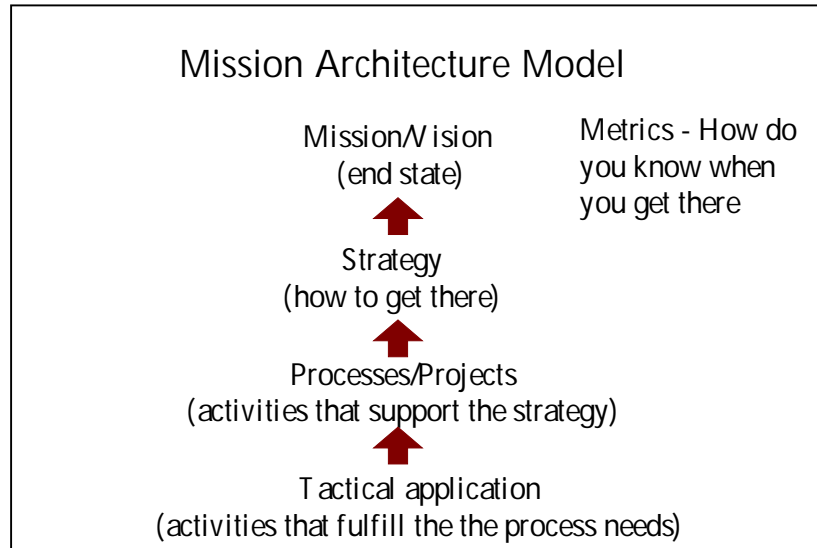 Mission Architecture Model
Mission/Vision
(end state)
Metrics - How do
you know when
you get there
Strategy
(how to get there)
Processes/Projects
(activities that support the strategy)
Tactical application
(activities that fulfill the the process needs)